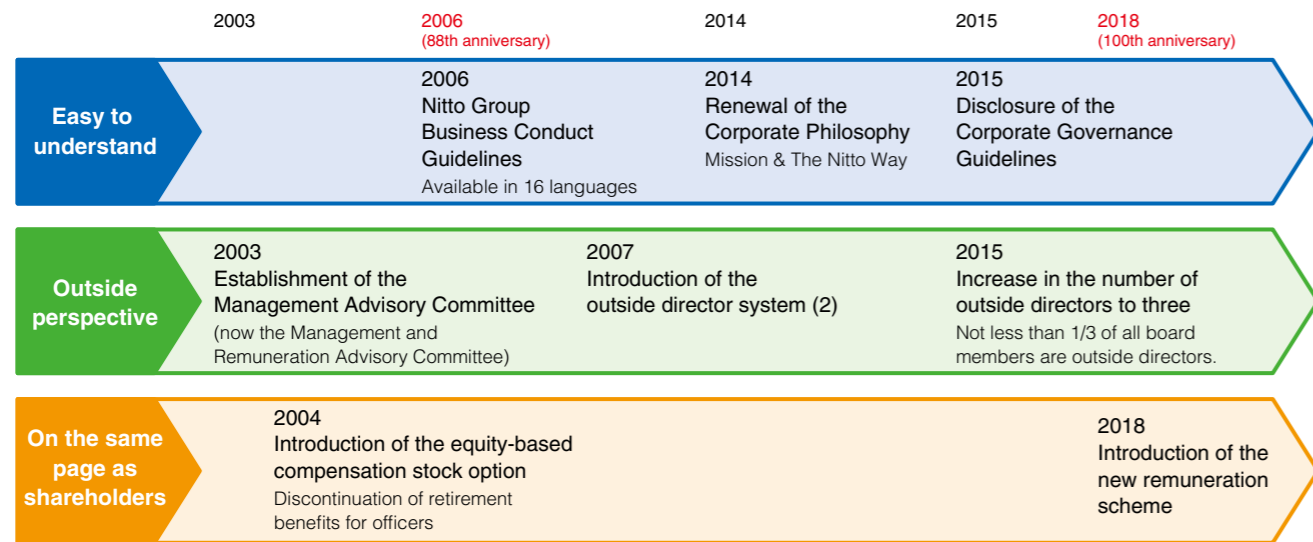 2003
2006
(88th anniversary)
2014
2015
2018
(100th anniversary)
Easy to
understand
2006
Nitto Group
Business Conduct
Guidelines
Available in 16 languages
2014
Renewal of the
Corporate Philosophy
Mission & The Nitto Way
2015
Disclosure of the
Corporate Governance
Guidelines
Outside
perspective
2003
Establishment of the
Management Advisory Committee
(now the Management and
Remuneration Advisory Committee)
2007
Introduction of the
outside director system (2)
2015
Increase in the number of
outside directors to three
Not less than 1/3 of all board
members are outside directors.
On the same
page as
shareholders
2004
Introduction of the equity-based
compensation stock option
Discontinuation of retirement
benefits for officers
2018
Introduction of the
new remuneration
scheme